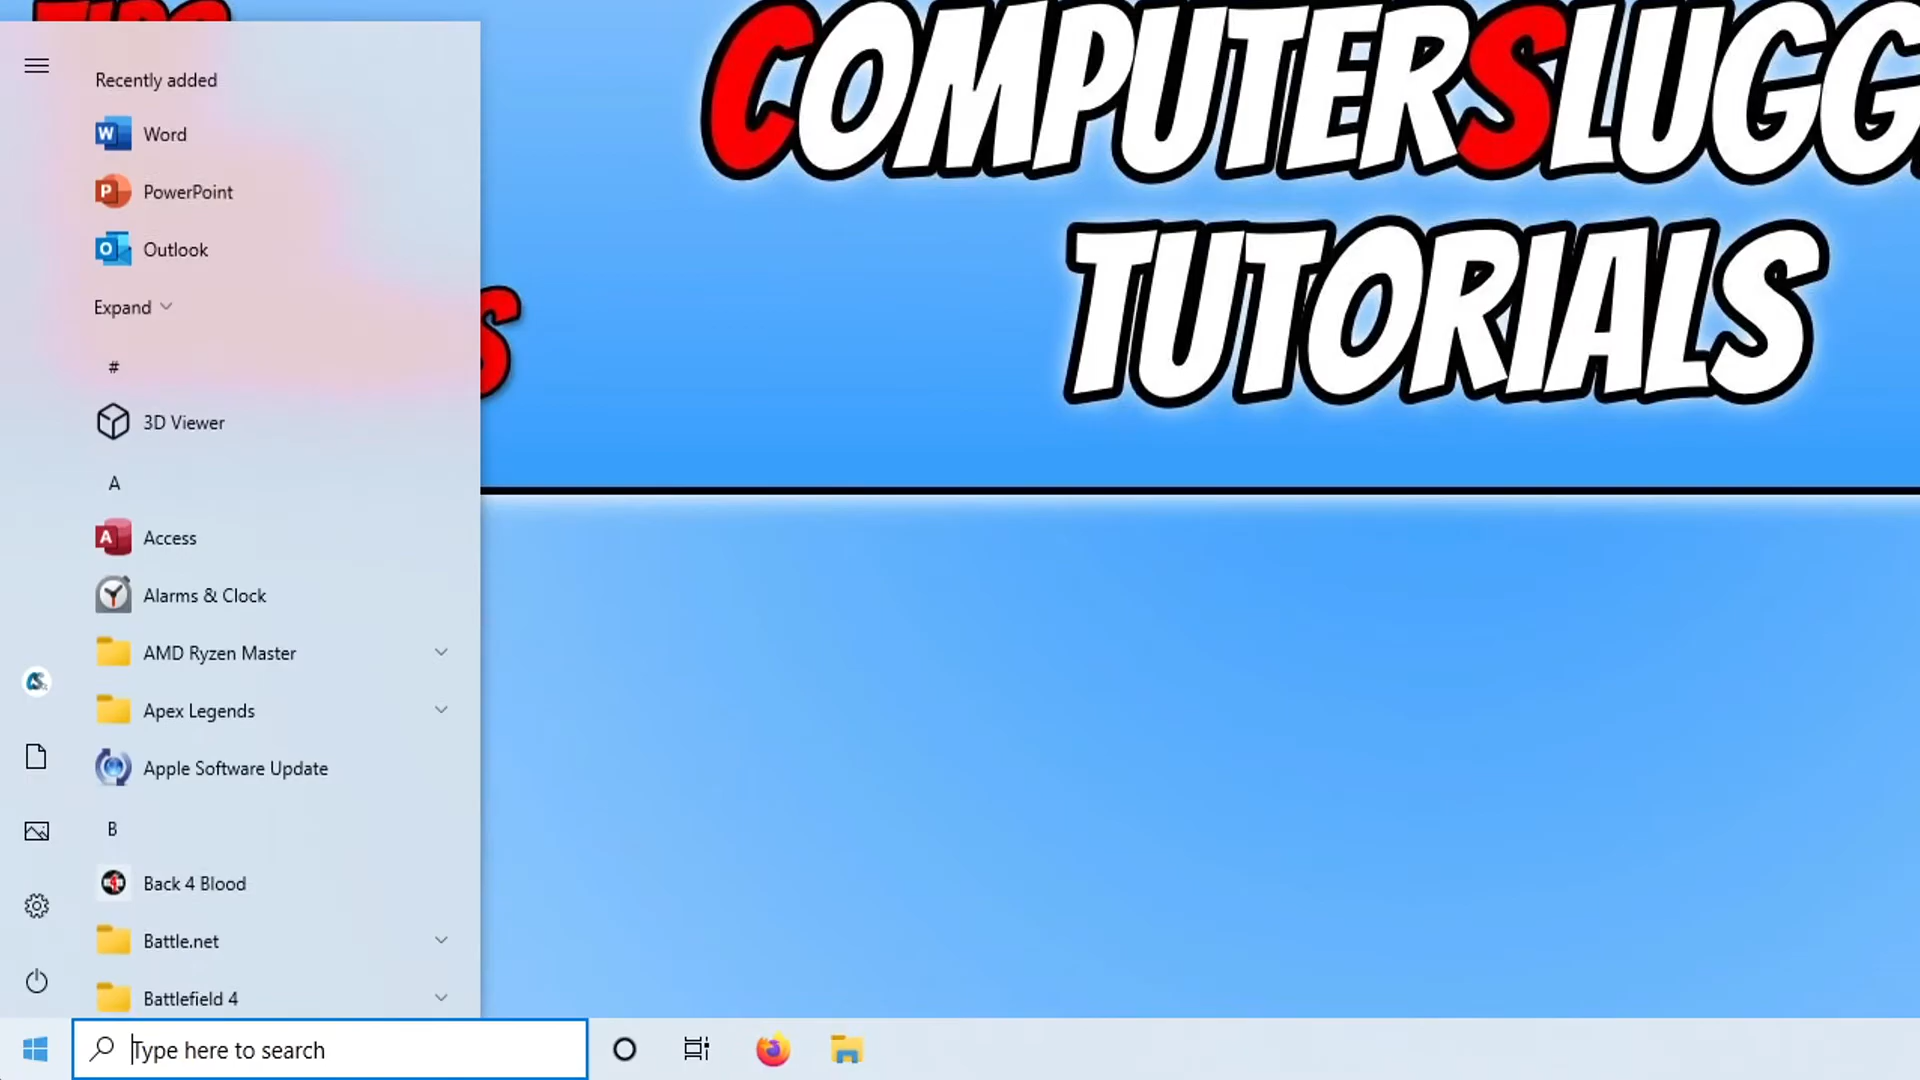 COMPUTERSLUGG
TUTORIALS
Recently added
Word
PowerPoint
Outlook
Expand
#
3D Viewer
A
Access
Alarms & Clock
AMD Ryzen Master
Apex Legends
Apple Software Update
B
Back 4 Blood
Battle.net
Battlefield 4
Type here to search